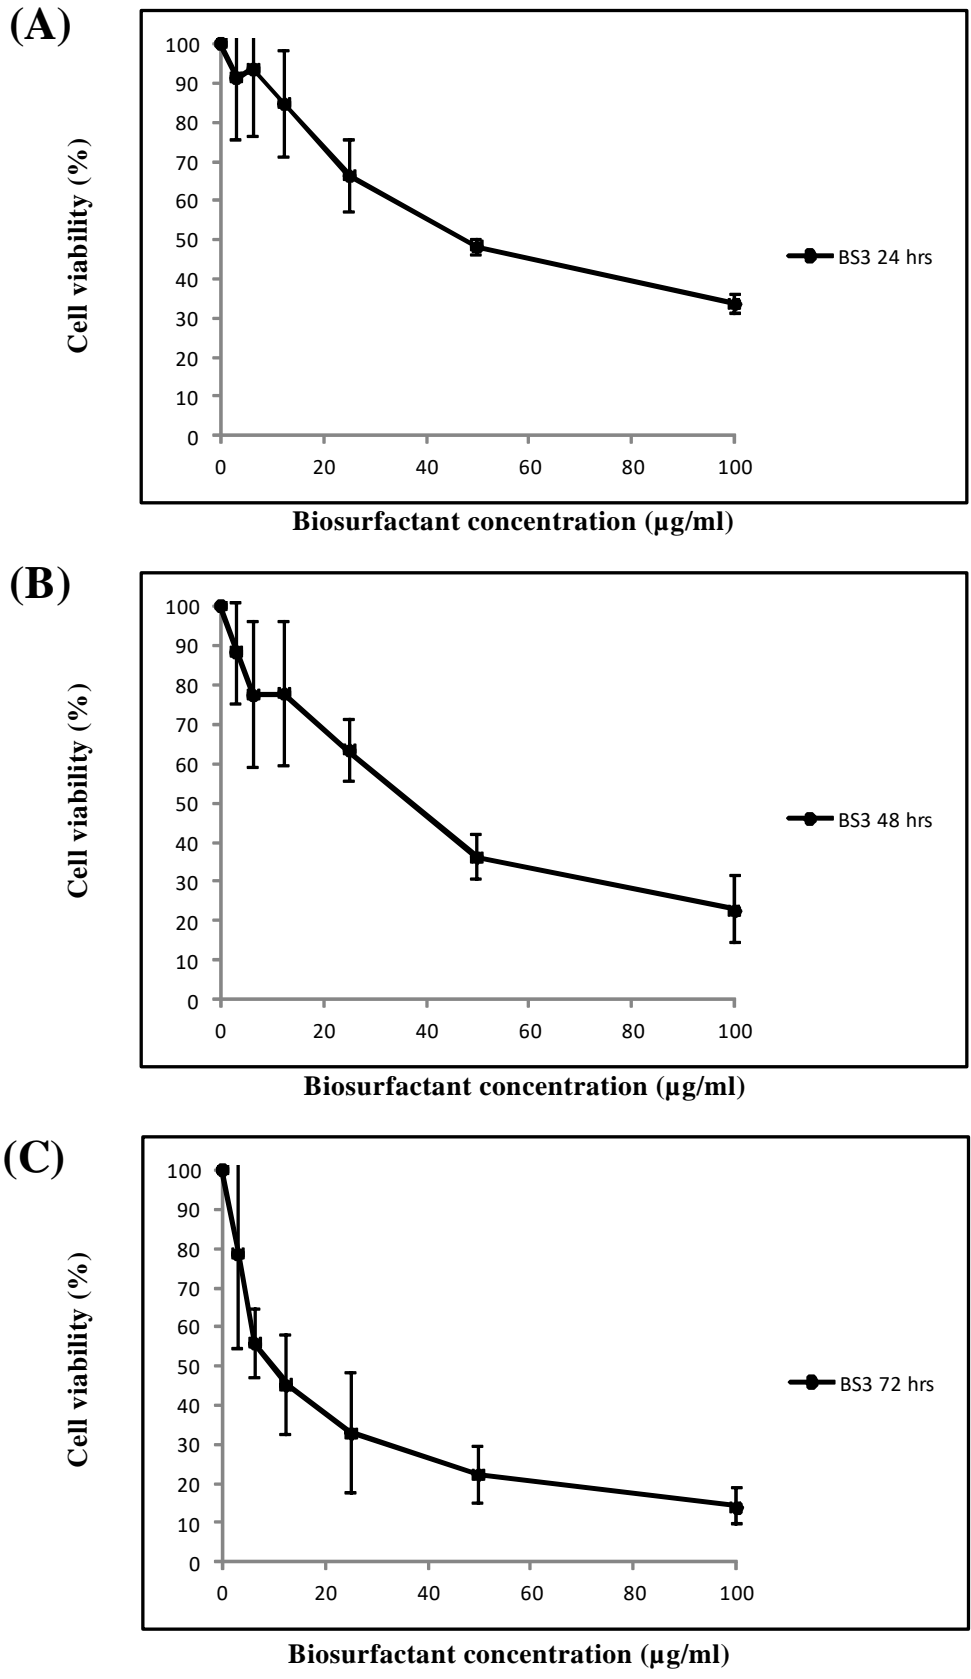 (A)
100
90
80
70
60
50
40
30
20
10
0
Cell viability (%)
BS3 24 hrs
0 20 40 60 80 100
Biosurfactant concentration (µg/ml)
(B)
100
90
80
70
60
50
40
30
20
10
0
Cell viability (%)
BS3 48 hrs
0 20 40 60 80 100
Biosurfactant concentration (µg/ml)
(C)
100
90
80
70
60
50
40
30
20
10
0
Cell viability (%)
BS3 72 hrs
0 20 40 60 80 100
Biosurfactant concentration (µg/ml)